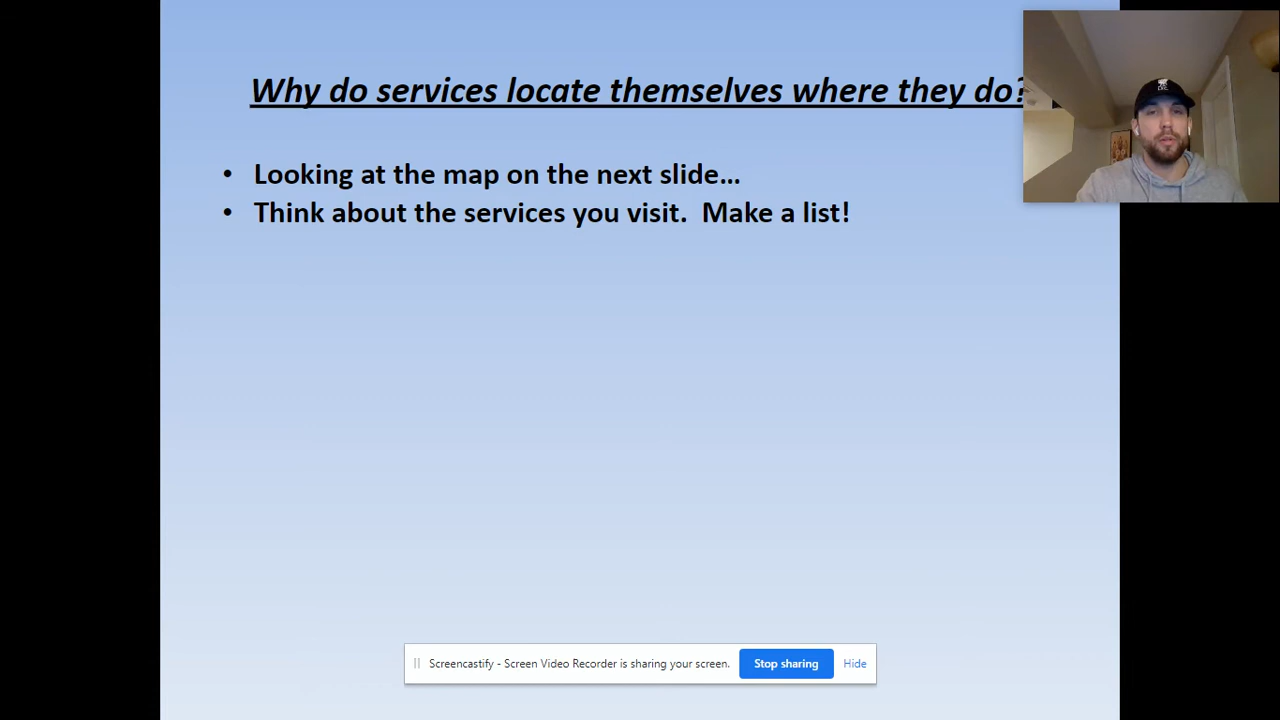 Why do services locate themselves where they do?
• Looking at the map on the next slide…
• Think about the services you visit.  Make a list!
Screencastify - Screen Video Recorder is sharing your screen. Stop sharing Hide